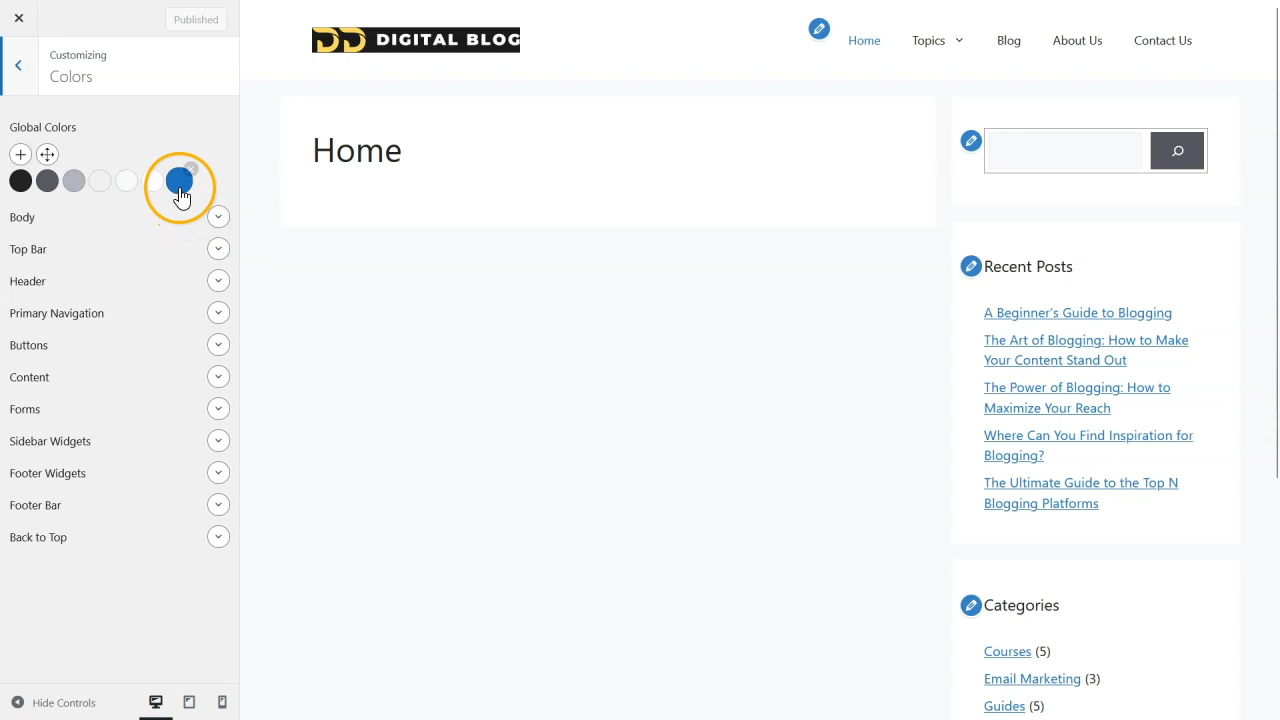 Published
Customizing
Colors
Global Colors
Body
Top Bar
Header
Primary Navigation
Buttons
Content
Forms
Sidebar Widgets
Footer Widgets
Footer Bar
Back to Top
Hide Controls
DIGITAL BLOG
Home
Topics
Blog
About Us
Contact Us
Home
Recent Posts
A Beginner's Guide to Blogging
The Art of Blogging: How to Make
Your Content Stand Out
The Power of Blogging: How to
Maximize Your Reach
Where Can You Find Inspiration for
Blogging?
The Ultimate Guide to the Top N
Blogging Platforms
Categories
Courses (5)
Email Marketing (3)
Guides (5)